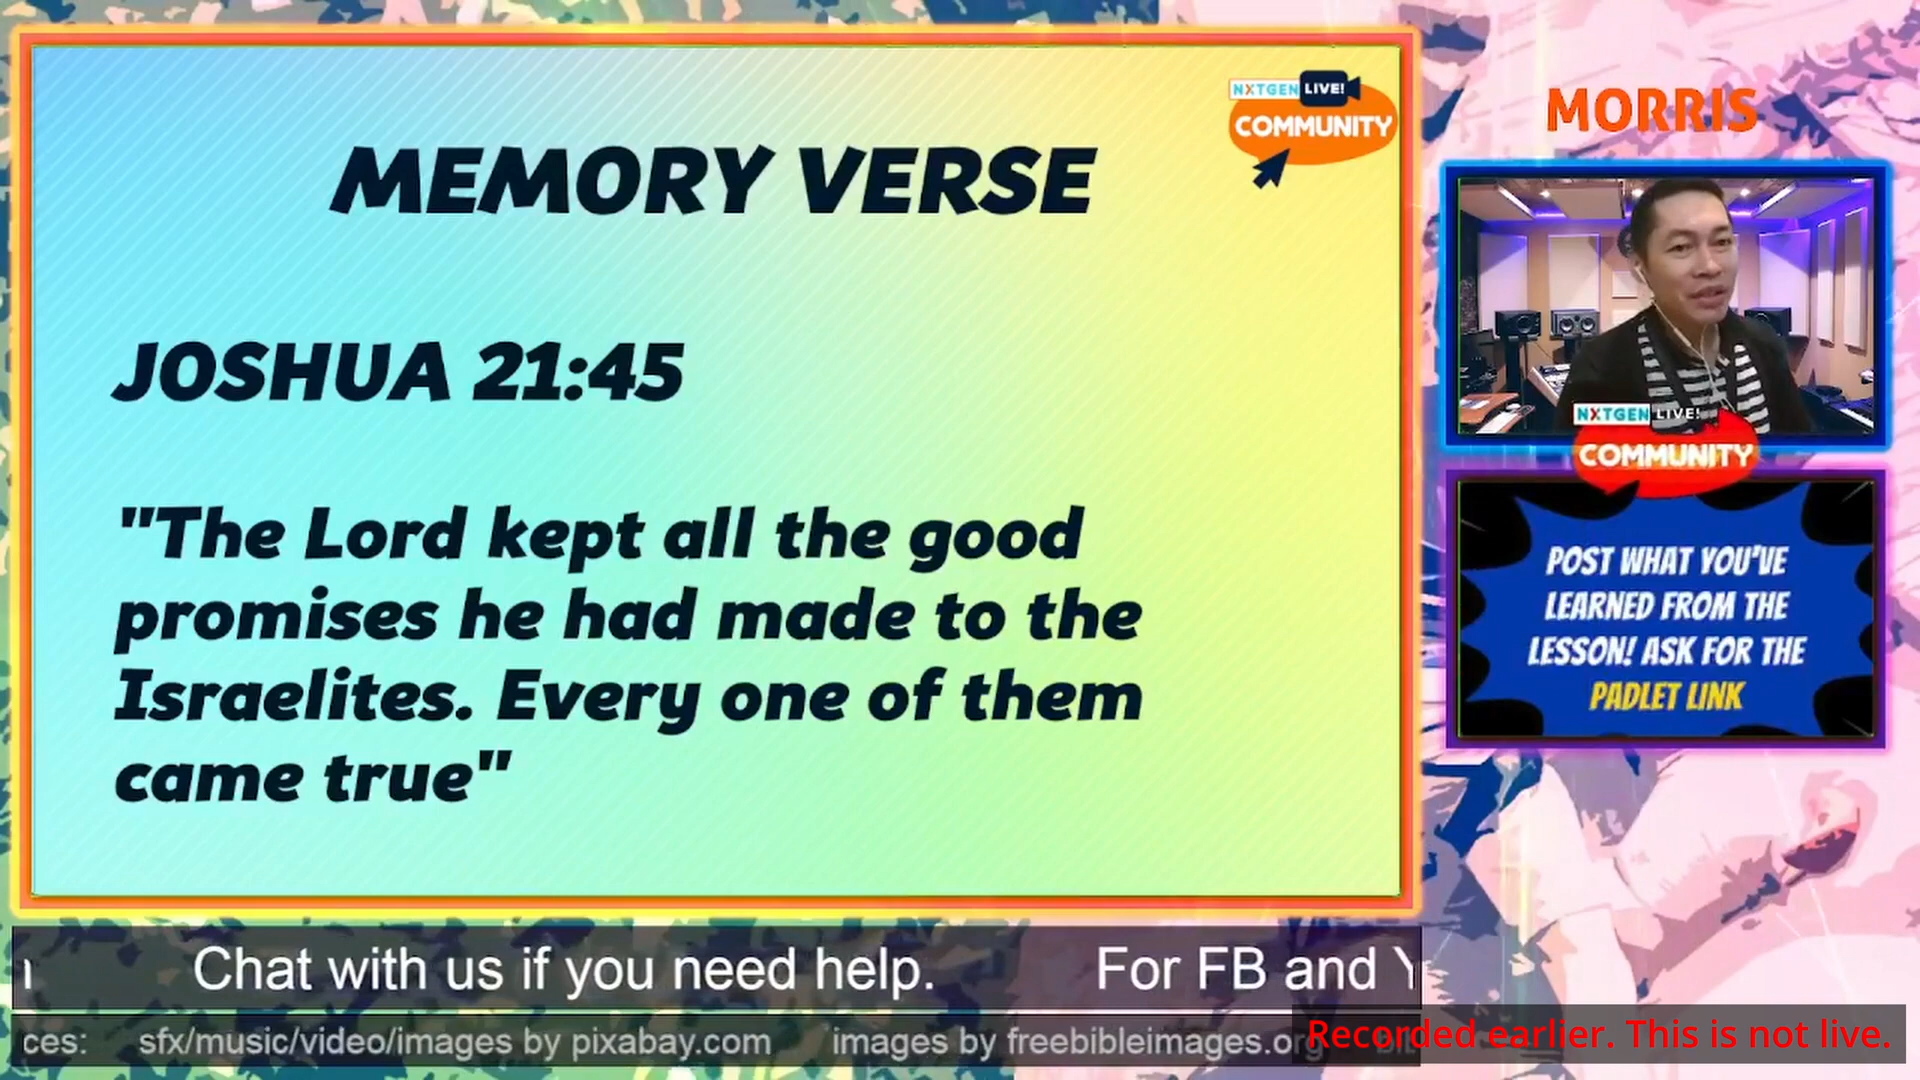 NXTGEN LIVE!
COMMUNITY
MEMORY VERSE
JOSHUA 21:45
"The Lord kept all the good
promises he had made to the
Israelites. Every one of them
came true"
MORRIS
NXTGEN LIVE!
COMMUNITY
POST WHAT YOU'VE
LEARNED FROM THE
LESSON! ASK FOR THE
PADLET LINK
Chat with us if you need help. For FB and
sfx/music/video/images by pixabay.com images by freebibleimages.org
Recorded earlier. This is not live.